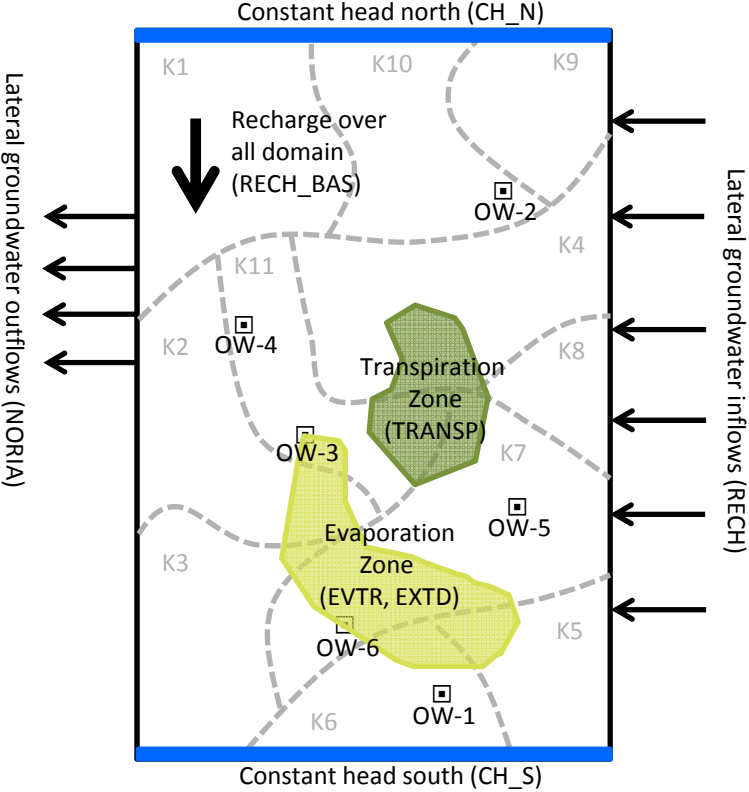 Constant head north (CH_N)
K1
K10
K9
Recharge over
all domain
(RECH_BAS)
OW-2
K4
K11
K2
OW-4
K8
Transpiration
Zone
(TRANSP)
OW-3
K7
OW-5
K3
Evaporation
Zone
(EVTR, EXTD)
K5
OW-6
OW-1
K6
Constant head south (CH_S)
Lateral groundwater outflows (NORIA)
Lateral groundwater inflows (RECH)